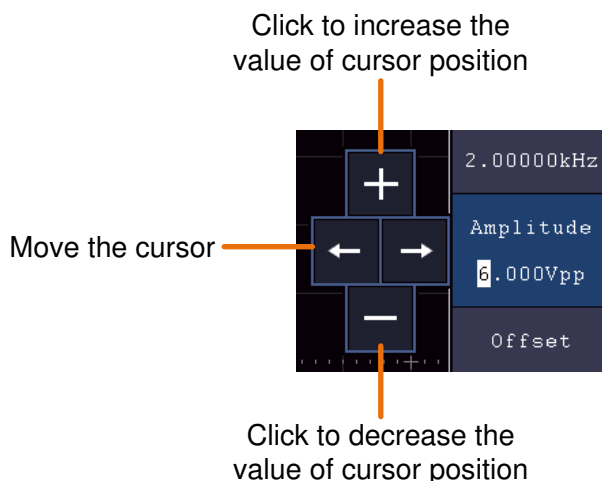 Click to increase the
value of cursor position
+
2.00000kHz
Move the cursor
← →
Amplitude
6.000Vpp
—
Offset
Click to decrease the
value of cursor position